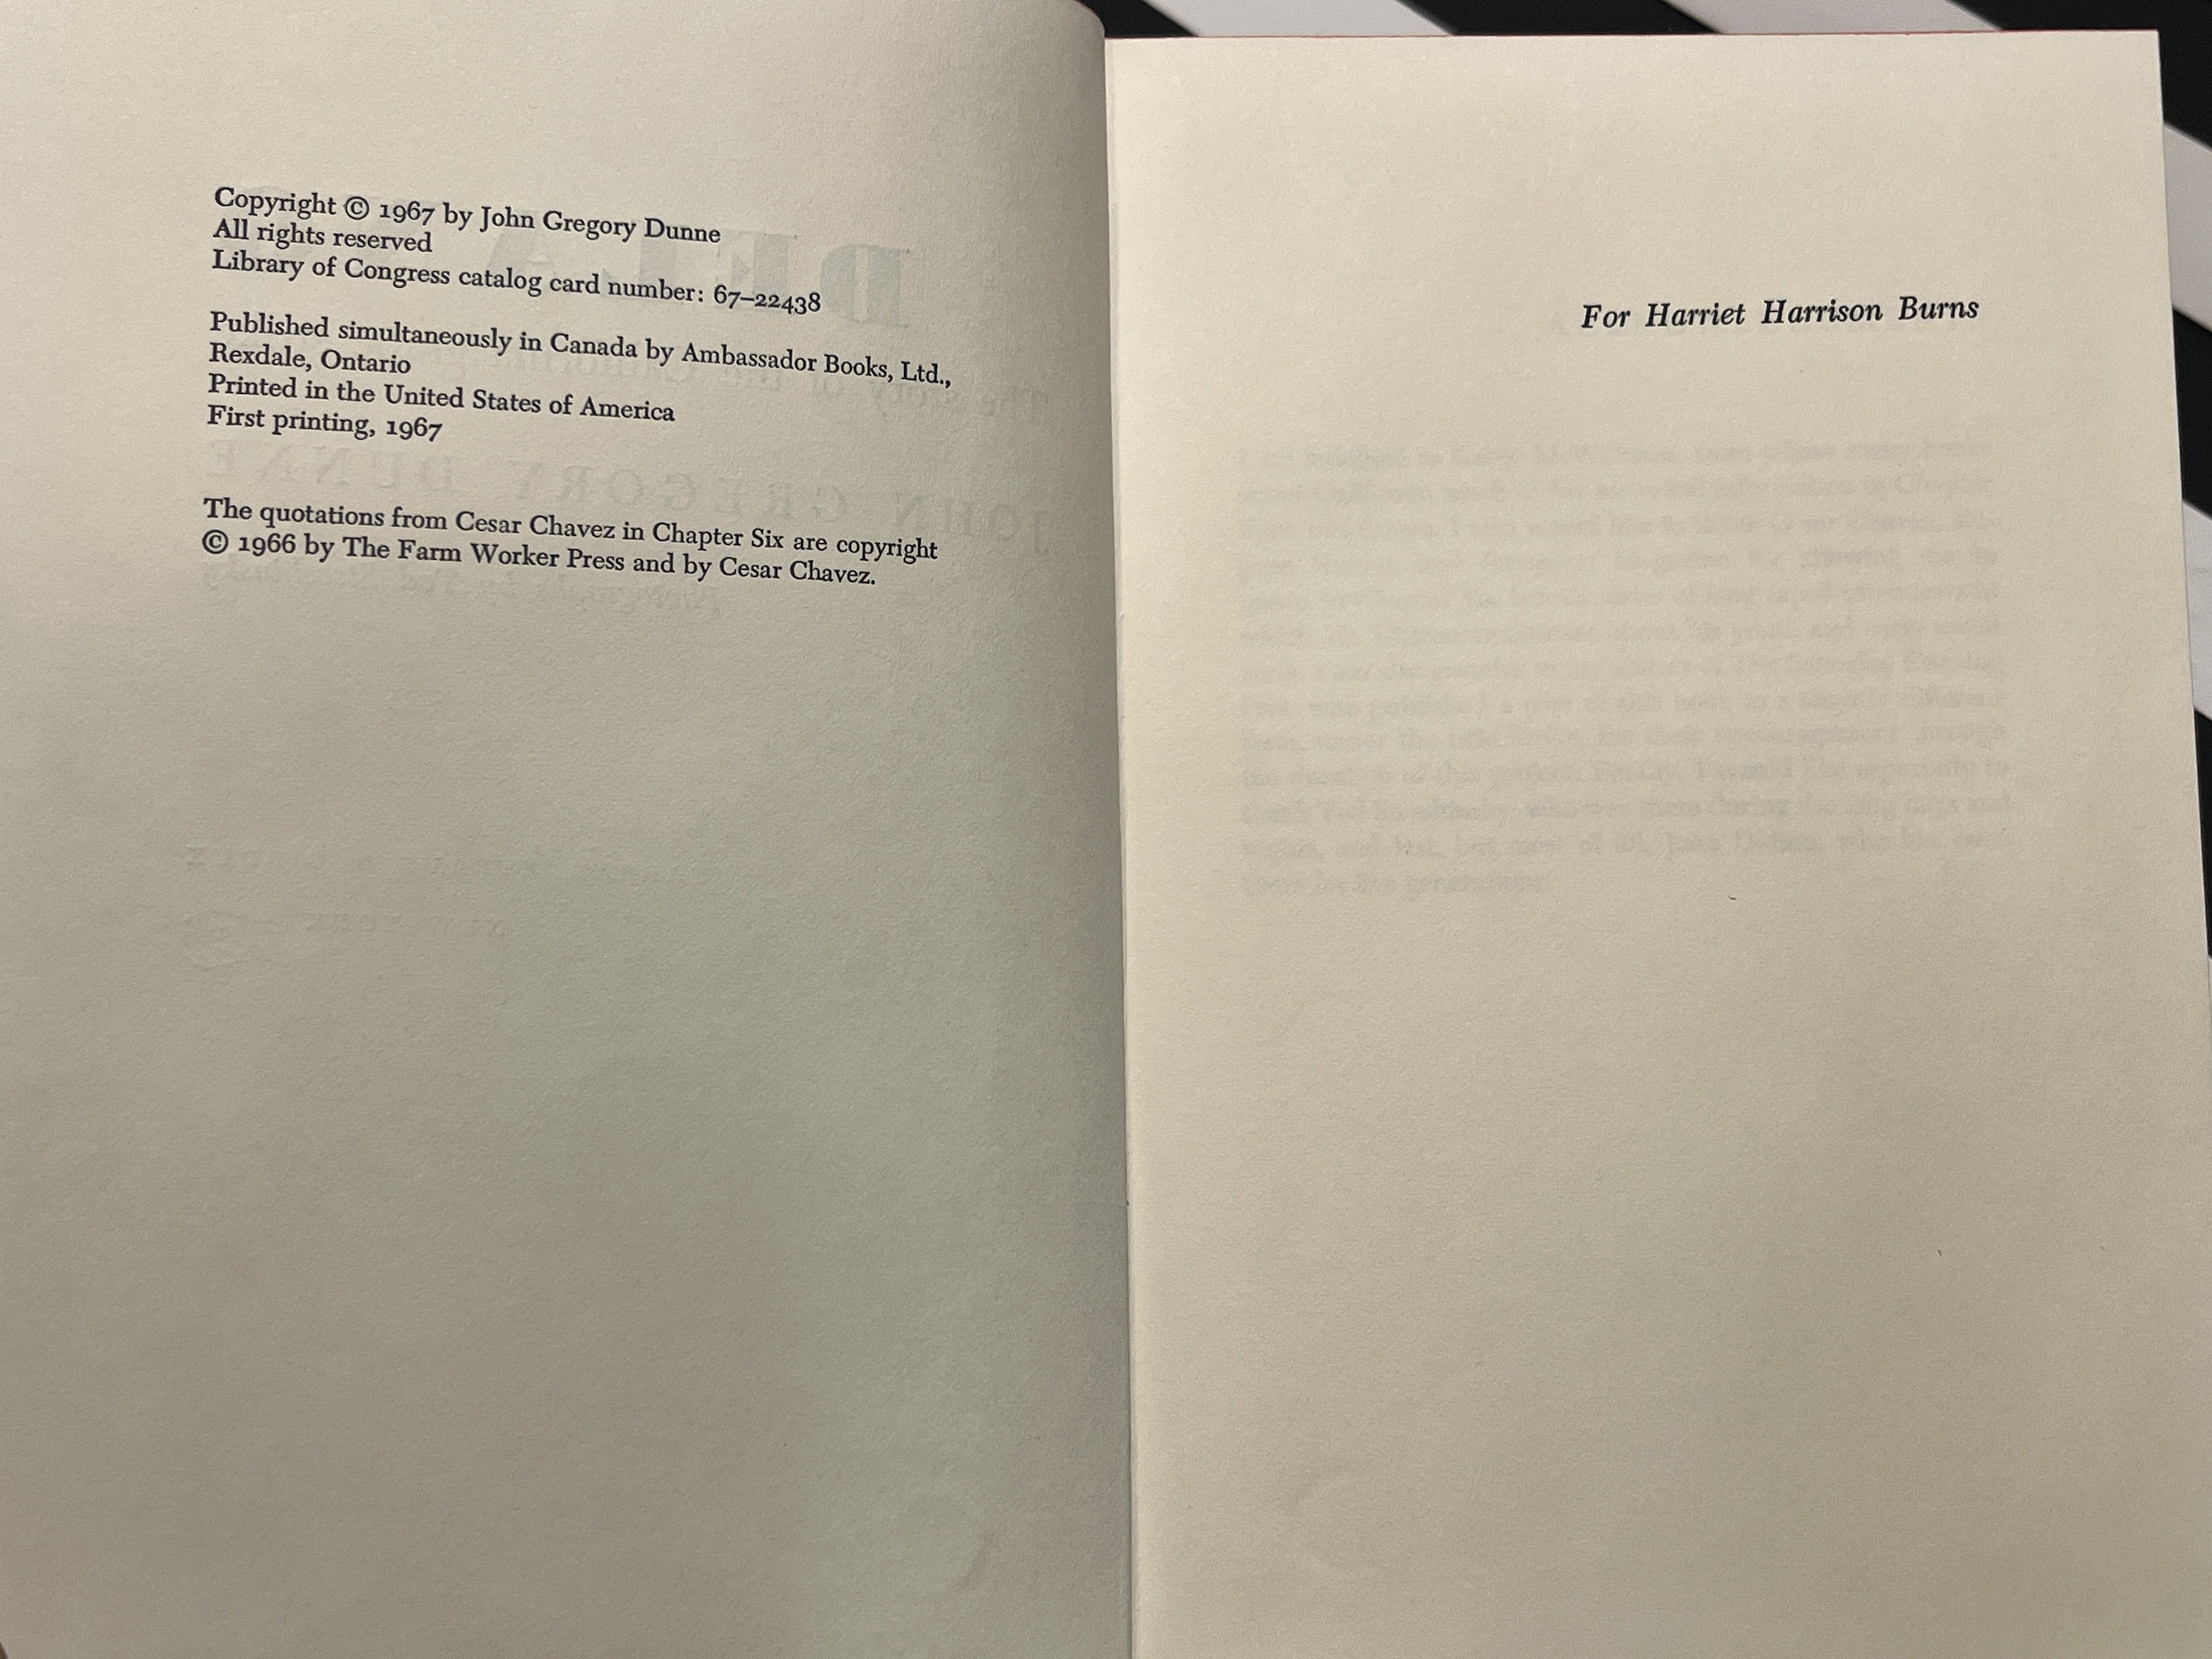 Copyright © 1967 by John Gregory Dunne
All rights reserved
Library of Congress catalog card number: 67–22438
Published simultaneously in Canada by Ambassador Books, Ltd.,
Rexdale, Ontario
Printed in the United States of America
First printing, 1967
The quotations from Cesar Chavez in Chapter Six are copyright
© 1966 by The Farm Worker Press and by Cesar Chavez.
For Harriet Harrison Burns